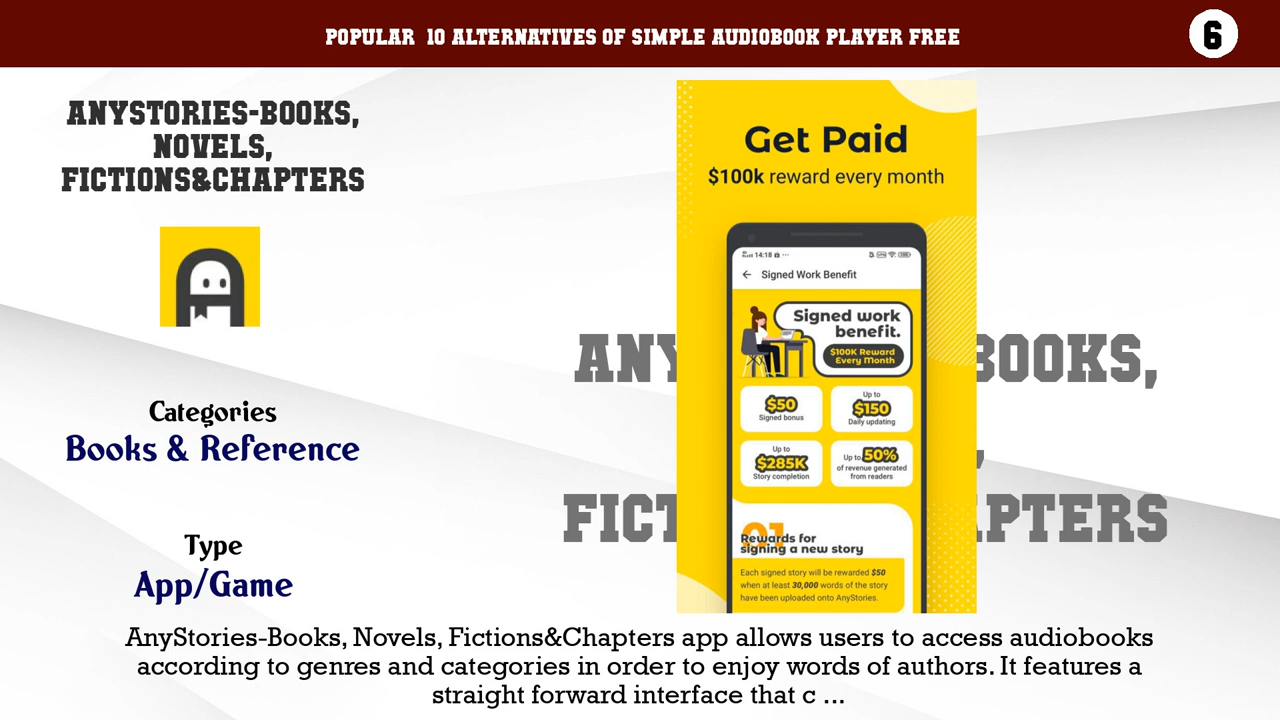 POPULAR 10 ALTERNATIVES OF SIMPLE AUDIOBOOK PLAYER FREE
6
ANYSTORIES-BOOKS,
NOVELS,
FICTIONS&CHAPTERS
Categories
Books & Reference
Type
App/Game
Get Paid
$100k reward every month
14:18
Signed Work Benefit
Signed work
benefit.
$100K Reward
Every Month
$50
Signed bonus
Up to
$150
Daily updating
Up to
$285K
Story completion
Up to 50%
of revenue generated
from readers
01
Rewards for
signing a new story
Each signed story will be rewarded $50
when at least 30,000 words of the story
have been uploaded onto AnyStories.
AnyStories-Books, Novels, Fictions&Chapters app allows users to access audiobooks
according to genres and categories in order to enjoy words of authors. It features a
straight forward interface that c ...